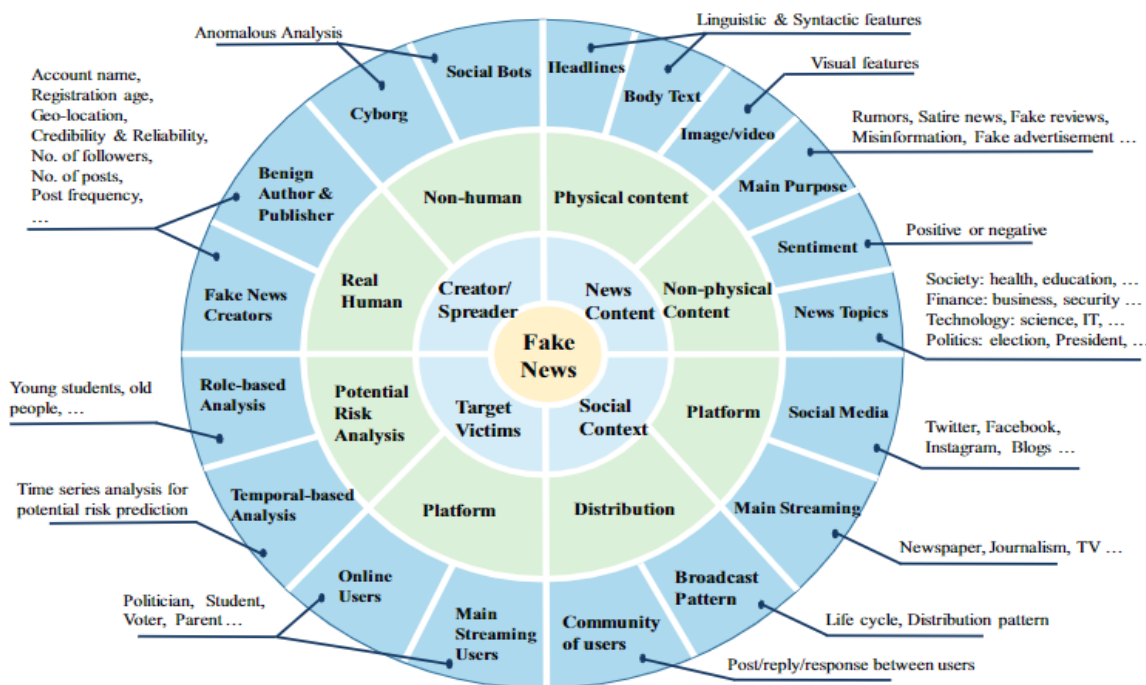 Linguistic & Syntactic features
Anomalous Analysis
Visual features
Account name,
Registration age,
Geo-location,
Credibility & Reliability,
No. of followers,
No. of posts,
Post frequency,
…
Rumors, Satire news, Fake reviews,
Misinformation, Fake advertisement …
Positive or negative
Society: health, education, …
Finance: business, security …
Technology: science, IT, …
Politics: election, President, …
Social Bots
Headlines
Body Text
Image/video
Cyborg
Main Purpose
Benign
Author &
Publisher
Sentiment
Fake News
Creators
News Topics
Non-human
Physical content
Real
Human
Non-physical
Content
Creator/
Spreader
News
Content
Fake
News
Target
Victims
Social
Context
Potential
Risk
Analysis
Platform
Role-based
Analysis
Social Media
Young students, old
people, …
Twitter, Facebook,
Instagram, Blogs …
Temporal-based
Analysis
Platform
Distribution
Main Streaming
Time series analysis for
potential risk prediction
Newspaper, Journalism, TV …
Online
Users
Main
Streaming
Users
Community
of users
Broadcast
Pattern
Politician, Student,
Voter, Parent …
Life cycle, Distribution pattern
Post/reply/response between users